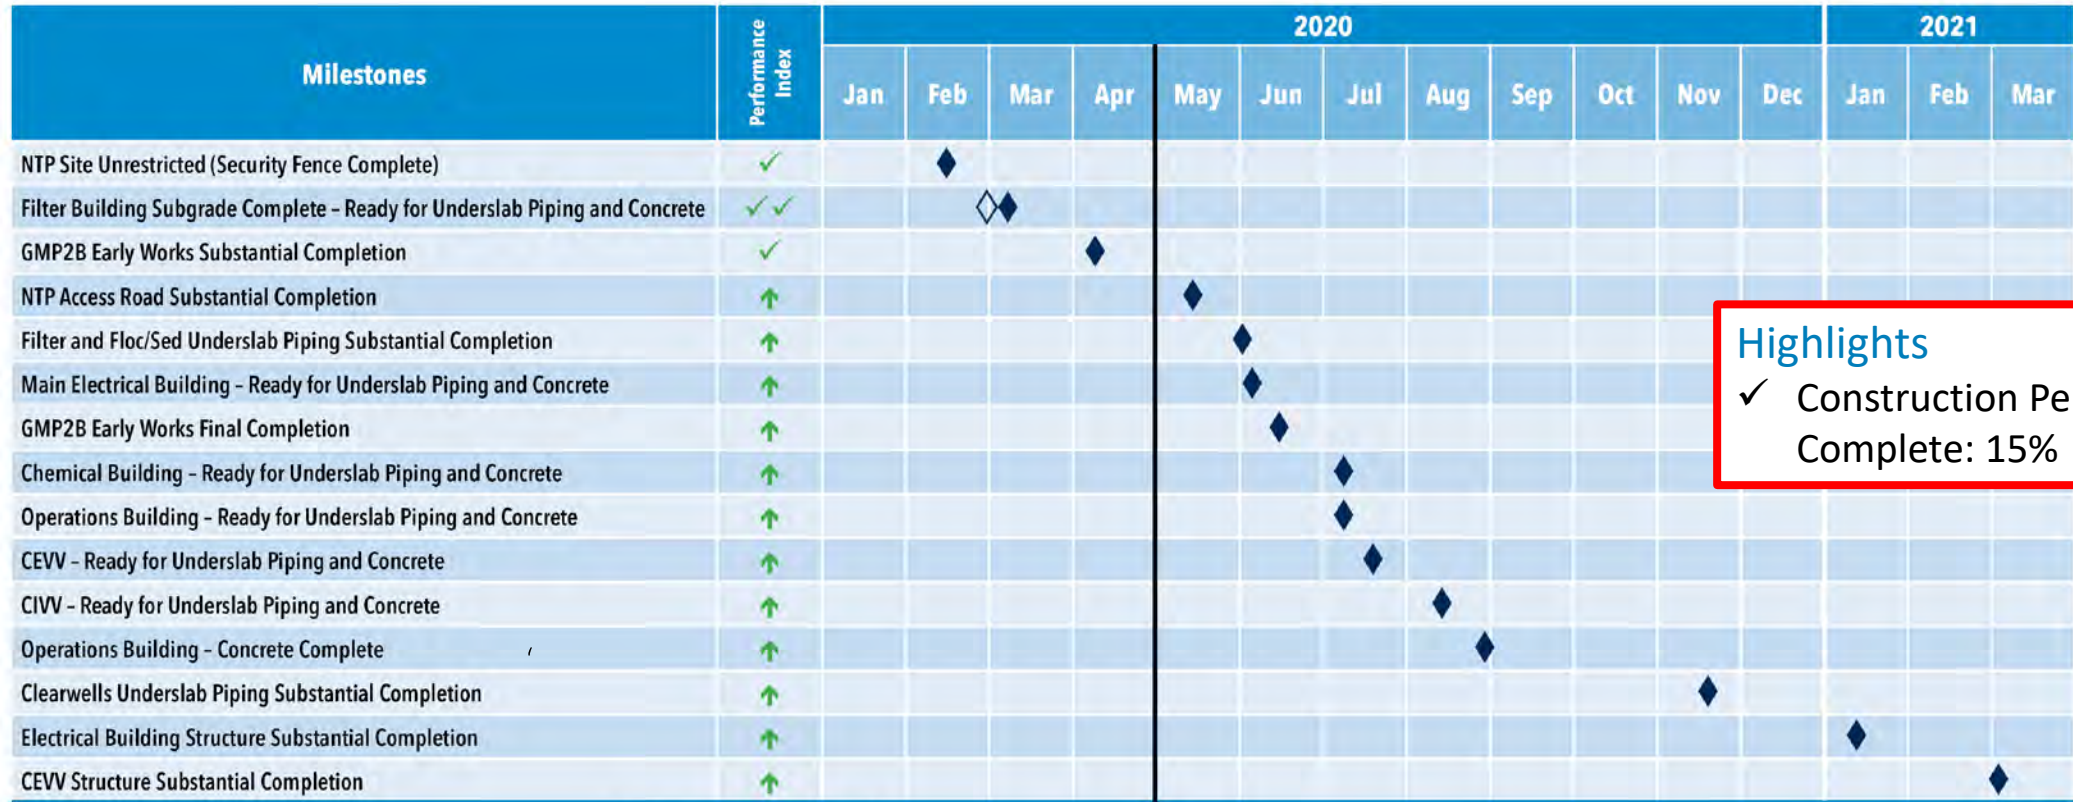 Milestones
Performance Index
2020
2021
Jan Feb Mar Apr May Jun Jul Aug Sep Oct Nov Dec Jan Feb Mar
NTP Site Unrestricted (Security Fence Complete)
Filter Building Subgrade Complete – Ready for Underslab Piping and Concrete
GMP2B Early Works Substantial Completion
NTP Access Road Substantial Completion
Filter and Floc/Sed Underslab Piping Substantial Completion
Main Electrical Building – Ready for Underslab Piping and Concrete
GMP2B Early Works Final Completion
Chemical Building – Ready for Underslab Piping and Concrete
Operations Building – Ready for Underslab Piping and Concrete
CEVV – Ready for Underslab Piping and Concrete
CIVV – Ready for Underslab Piping and Concrete
Operations Building – Concrete Complete
Clearwells Underslab Piping Substantial Completion
Electrical Building Structure Substantial Completion
CEVV Structure Substantial Completion
Highlights
✓ Construction Pe
Complete: 15%